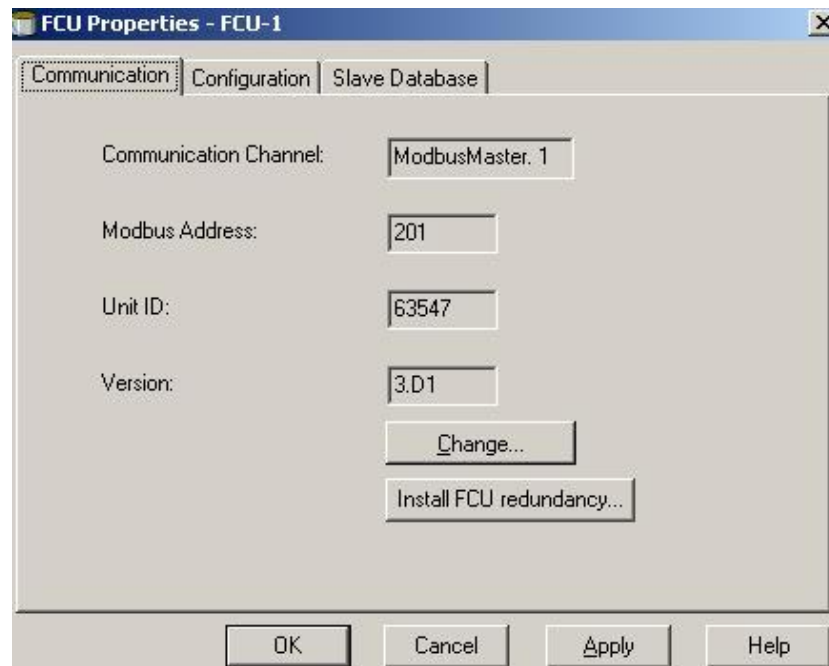 FCU Properties - FCU-1
Communication Configuration Slave Database
Communication Channel: ModbusMaster. 1
Modbus Address: 201
Unit ID: 63547
Version: 3.D1
Change...
Install FCU redundancy...
OK Cancel Apply Help